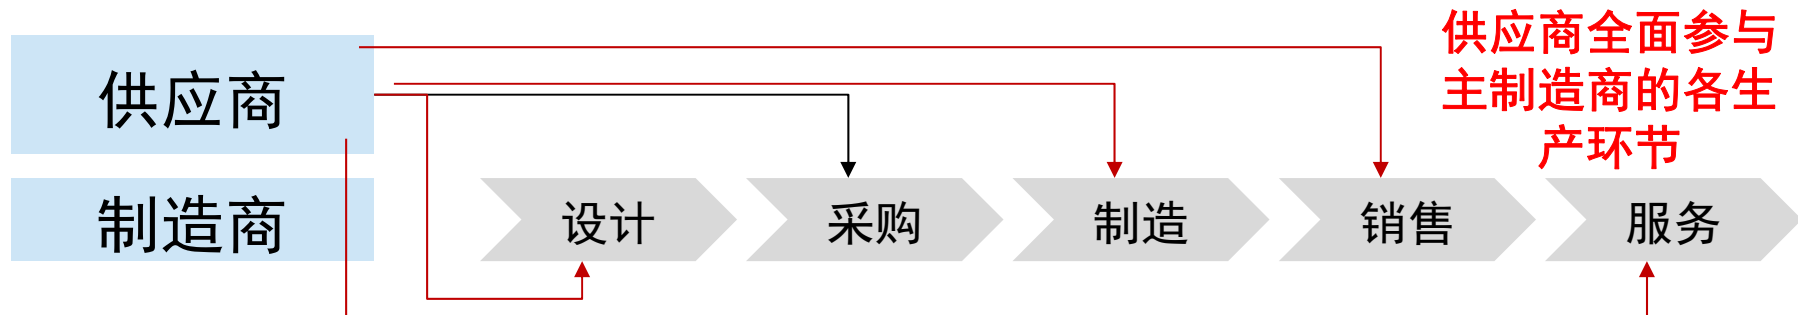 供应商全面参与
主制造商的各生
产环节
供应商
制造商
设计
采购
制造
销售
服务